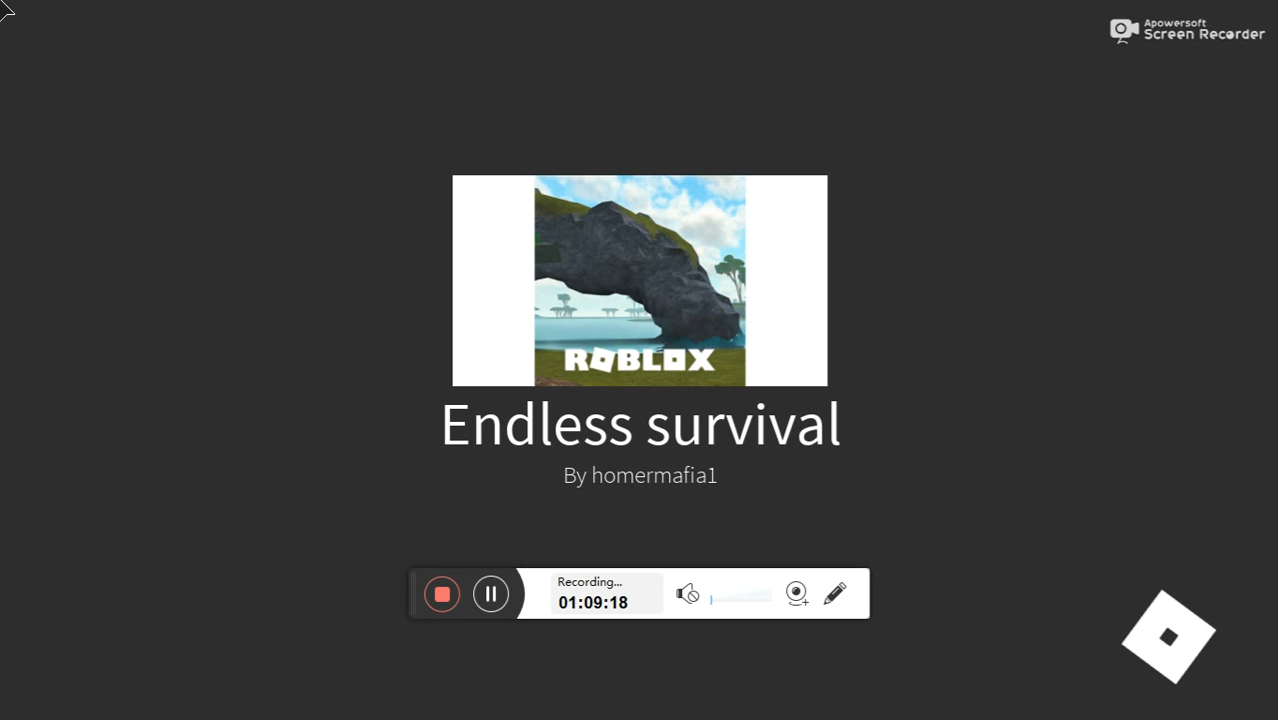 Apowersoft
Screen Recorder
ROBLOX
Endless survival
By homermafia1
Recording...
01:09:18